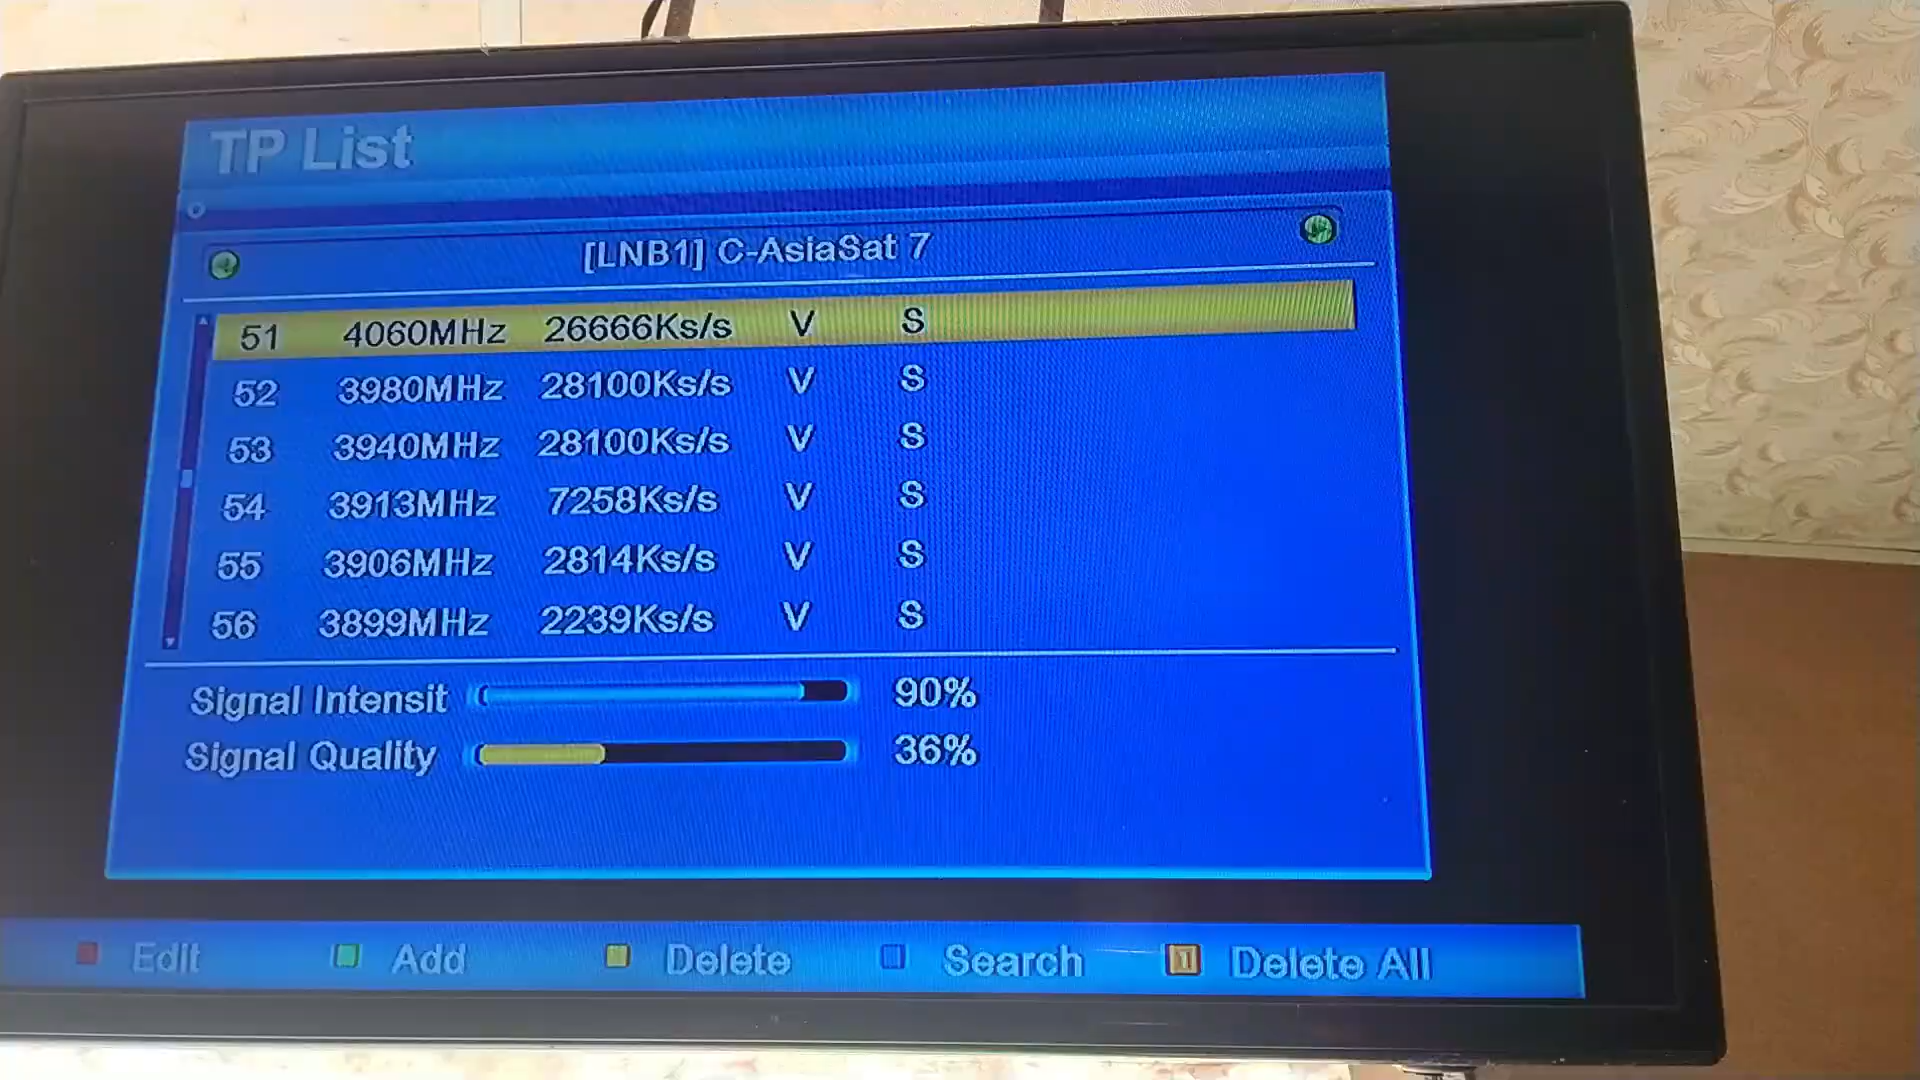 TP List
[LNB1] C-AsiaSat 7
51 4060MHz 26666Ks/s V S
52 3980MHz 28100Ks/s V S
53 3940MHz 28100Ks/s V S
54 3913MHz 7258Ks/s V S
55 3906MHz 2814Ks/s V S
56 3899MHz 2239Ks/s V S
Signal Intensit 90%
Signal Quality 36%
Edit Add Delete Search 1 Delete All